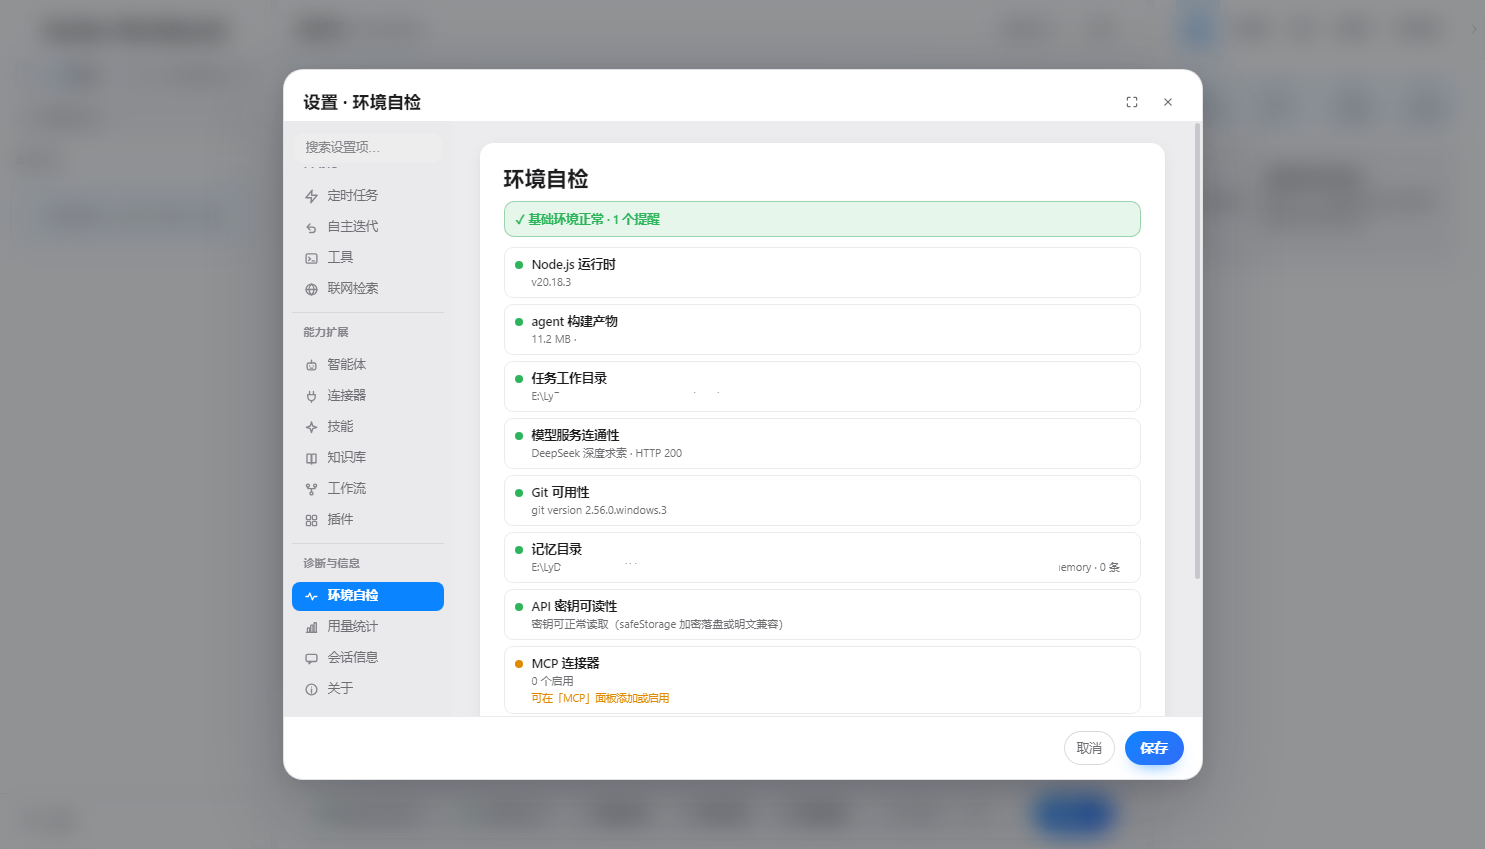 设置 · 环境自检
搜索设置项...
定时任务
自主迭代
工具
联网检索
能力扩展
智能体
连接器
技能
知识库
工作流
插件
诊断与信息
环境自检
用量统计
会话信息
关于
环境自检
✓ 基础环境正常 · 1 个提醒
Node.js 运行时
v20.18.3
agent 构建产物
11.2 MB ·
任务工作目录
E:\Ly
模型服务连通性
DeepSeek 深度求索 · HTTP 200
Git 可用性
git version 2.56.0.windows.3
记忆目录
E:\LyD
emory · 0 条
API 密钥可读性
密钥可正常读取（safeStorage 加密落盘或明文兼容）
MCP 连接器
0 个启用
可在「MCP」面板添加或启用
取消
保存